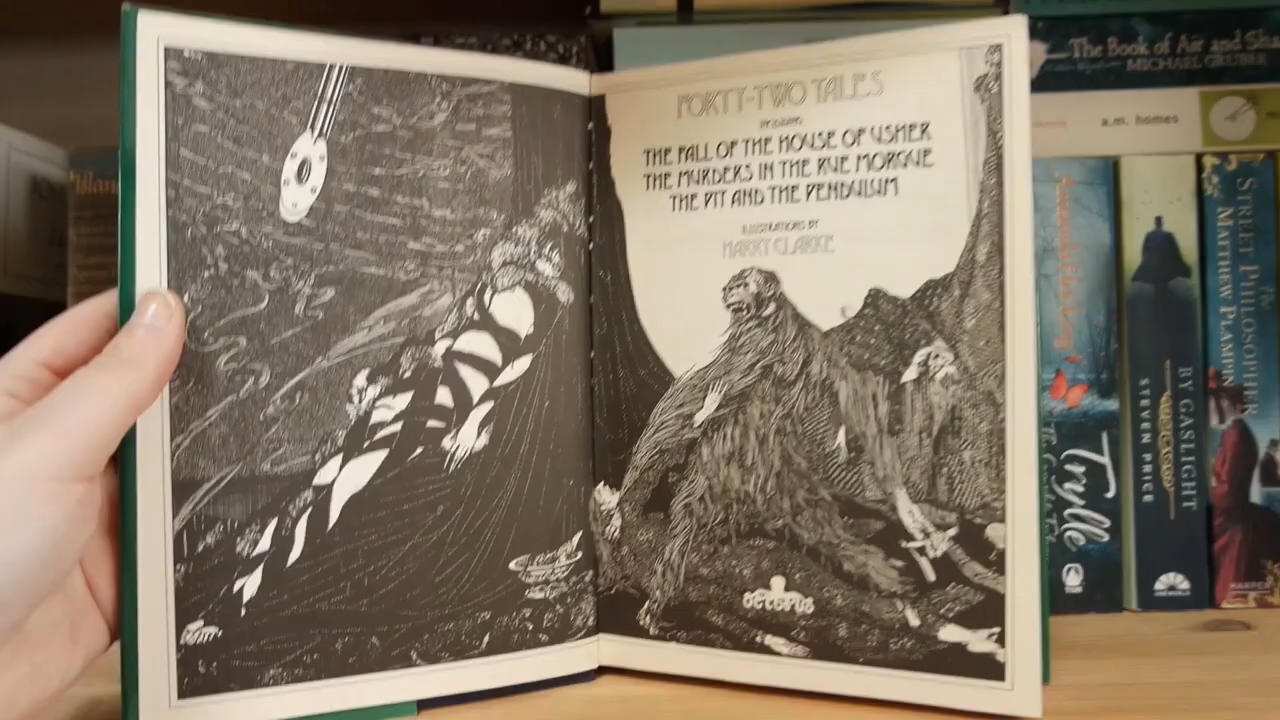 FORTY-TWO TALES
INCLUDING
THE FALL OF THE HOUSE OF USHER
THE MURDERS IN THE RUE MORGUE
THE PIT AND THE PENDULUM
ILLUSTRATIONS BY
HARRY CLARKE
octopus
The Book of Air and Sha
MICHAEL GRUBER
a.m. homes
Trylle
BY GASLIGHT
STEVEN PRICE
The
STREET PHILOSOPHER
MATTHEW PLAMPIN